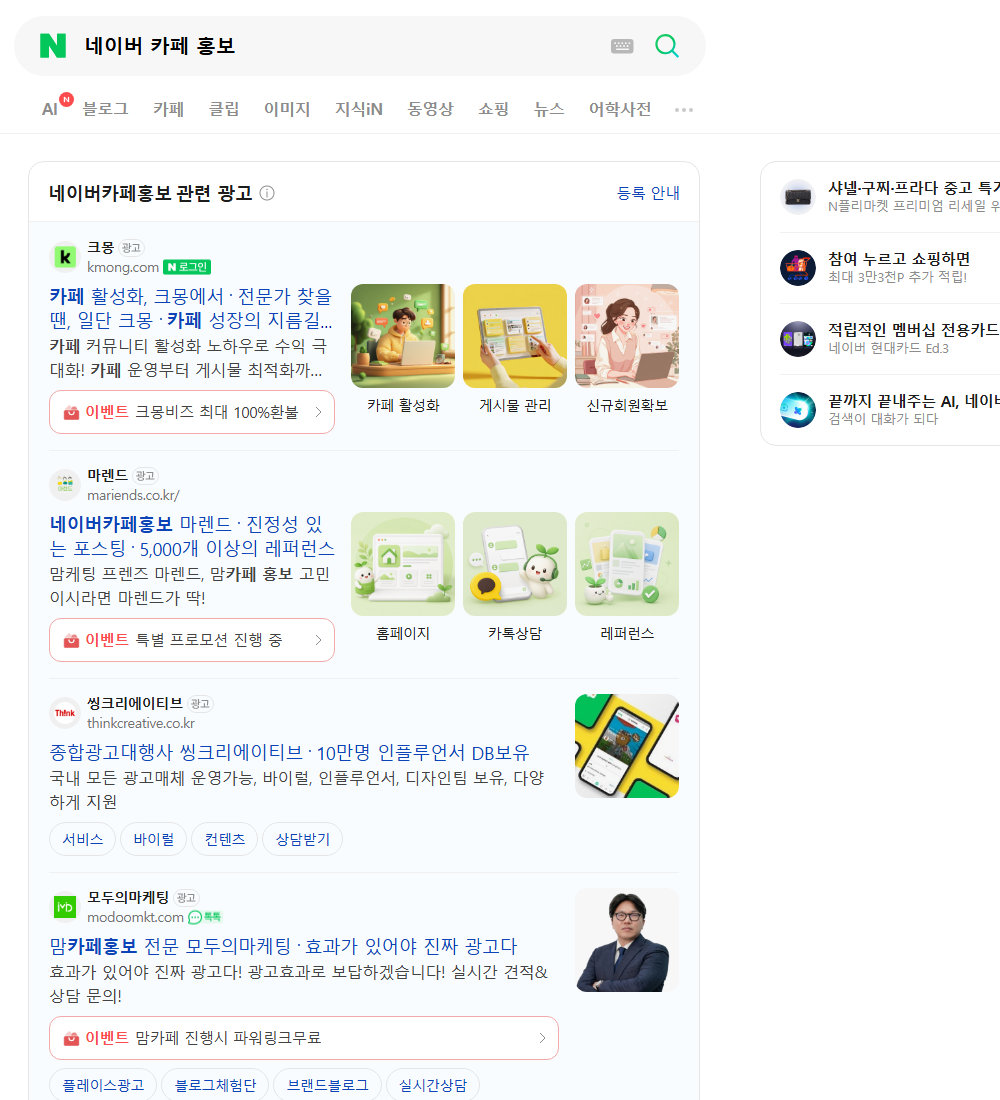 네이버 카페 홍보
AI N 블로그 카페 클립 이미지 지식iN 동영상 쇼핑 뉴스 어학사전
네이버카페홍보 관련 광고
등록 안내
크몽 광고
kmong.com N 로그인
카페 활성화, 크몽에서 · 전문가 찾을
땐, 일단 크몽 · 카페 성장의 지름길...
카페 커뮤니티 활성화 노하우로 수익 극
대화! 카페 운영부터 게시물 최적화까...
이벤트 크몽비즈 최대 100%환불
카페 활성화 게시물 관리 신규회원확보
마렌드 광고
mariends.co.kr/
네이버카페홍보 마렌드 · 진정성 있
는 포스팅 · 5,000개 이상의 레퍼런스
맘케팅 프렌즈 마렌드, 맘카페 홍보 고민
이시라면 마렌드가 딱!
이벤트 특별 프로모션 진행 중
홈페이지 카톡상담 레퍼런스
Think
씽크리에이티브 광고
thinkcreative.co.kr
종합광고대행사 씽크리에이티브 · 10만명 인플루언서 DB보유
국내 모든 광고매체 운영가능, 바이럴, 인플루언서, 디자인팀 보유, 다양
하게 지원
서비스 바이럴 컨텐츠 상담받기
모두의마케팅 광고
modoomkt.com 톡톡
맘카페홍보 전문 모두의마케팅 · 효과가 있어야 진짜 광고다
효과가 있어야 진짜 광고다! 광고효과로 보답하겠습니다! 실시간 견적&
상담 문의!
이벤트 맘카페 진행시 파워링크무료
플레이스광고 블로그체험단 브랜드블로그 실시간상담
샤넬·구찌·프라다 중고 특가
N플리마켓 프리미엄 리세일 위
참여 누르고 쇼핑하면
최대 3만3천P 추가 적립!
적립적인 멤버십 전용카드
네이버 현대카드 Ed.3
끝까지 끝내주는 AI, 네이버
검색이 대화가 되다